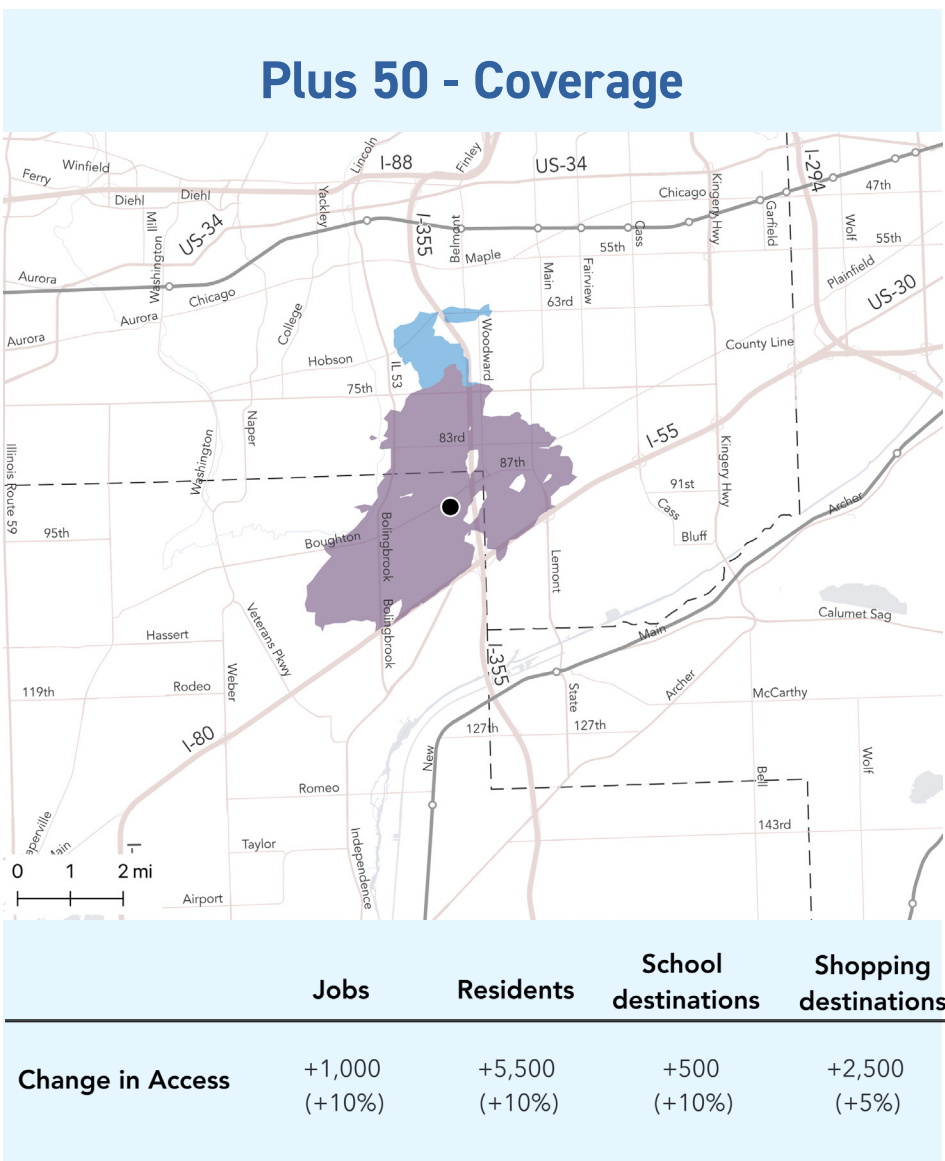 Plus 50 - Coverage
Winfield
Lincoln
I-88
Finley
US-34
I-294
Ferry
Diehl
Diehl
Yackley
Chicago
Kingery Hwy
47th
Mill
US-34
I-355
Belmont
Cass
Garfield
Wolf
55th
55th
Washington
Maple
Main
Fairview
Plainfield
Aurora
Chicago
63rd
US-30
Aurora
Aurora
College
Woodward
County Line
Hobson
IL 53
75th
Naper
83rd
I-55
Illinois Route 59
Washington
87th
Kingery Hwy
91st
Cass
Archer
95th
Boughton
Bolingbrook
Bluff
Lemont
Bolingbrook
Calumet Sag
Hassert
Veterans Pkwy
Main
I-355
119th
Rodeo
Weber
State
Archer
McCarthy
127th
127th
I-80
New
Bell
Wolf
Romeo
143rd
aperville
ain
I-
Taylor
Independence
0 1 2 mi
Airport
Jobs
Residents
School
destinations
Shopping
destinations
Change in Access
+1,000
(+10%)
+5,500
(+10%)
+500
(+10%)
+2,500
(+5%)